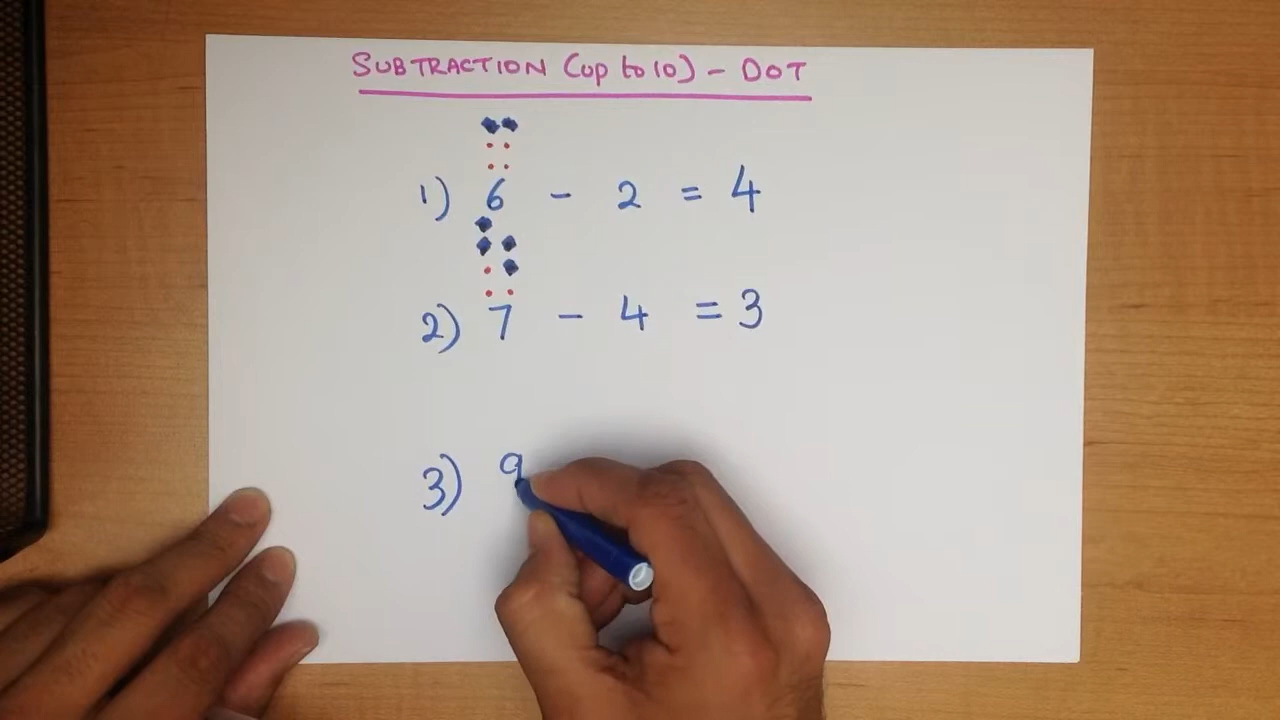 SUBTRACTION (up to 10) - DOT
1) 6 - 2 = 4
2) 7 - 4 = 3
3) 9